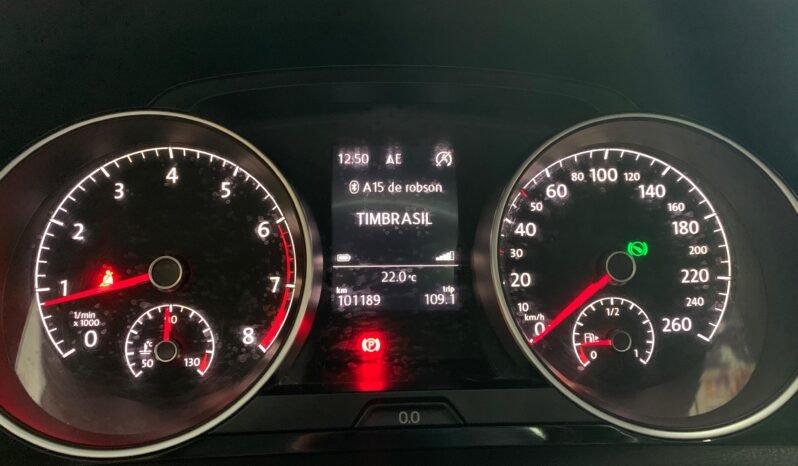 12:50 AE
A15 de robson
TIMBRASIL
22.0 °C
km trip
101189 109.1
0 1 2 3 4 5 6 7 8
1/min
x 1000
50 90 130
°C
0 10 20 30 40 50 60 80 100 120 140 160 180 200 220 240 260
km/h
0 1/2 1
P
0.0